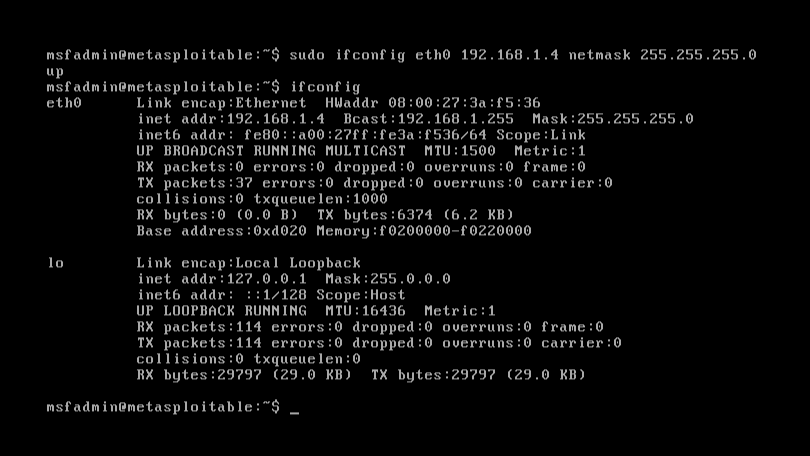 msfadmin@metasploitable:~$ sudo ifconfig eth0 192.168.1.4 netmask 255.255.255.0
up
msfadmin@metasploitable:~$ ifconfig
eth0      Link encap:Ethernet  HWaddr 08:00:27:3a:f5:36
          inet addr:192.168.1.4  Bcast:192.168.1.255  Mask:255.255.255.0
          inet6 addr: fe80::a00:27ff:fe3a:f536/64 Scope:Link
          UP BROADCAST RUNNING MULTICAST  MTU:1500  Metric:1
          RX packets:0 errors:0 dropped:0 overruns:0 frame:0
          TX packets:37 errors:0 dropped:0 overruns:0 carrier:0
          collisions:0 txqueuelen:1000
          RX bytes:0 (0.0 B)  TX bytes:6374 (6.2 KB)
          Base address:0xd020 Memory:f0200000-f0220000

lo        Link encap:Local Loopback
          inet addr:127.0.0.1  Mask:255.0.0.0
          inet6 addr: ::1/128 Scope:Host
          UP LOOPBACK RUNNING  MTU:16436  Metric:1
          RX packets:114 errors:0 dropped:0 overruns:0 frame:0
          TX packets:114 errors:0 dropped:0 overruns:0 carrier:0
          collisions:0 txqueuelen:0
          RX bytes:29797 (29.0 KB)  TX bytes:29797 (29.0 KB)

msfadmin@metasploitable:~$ _